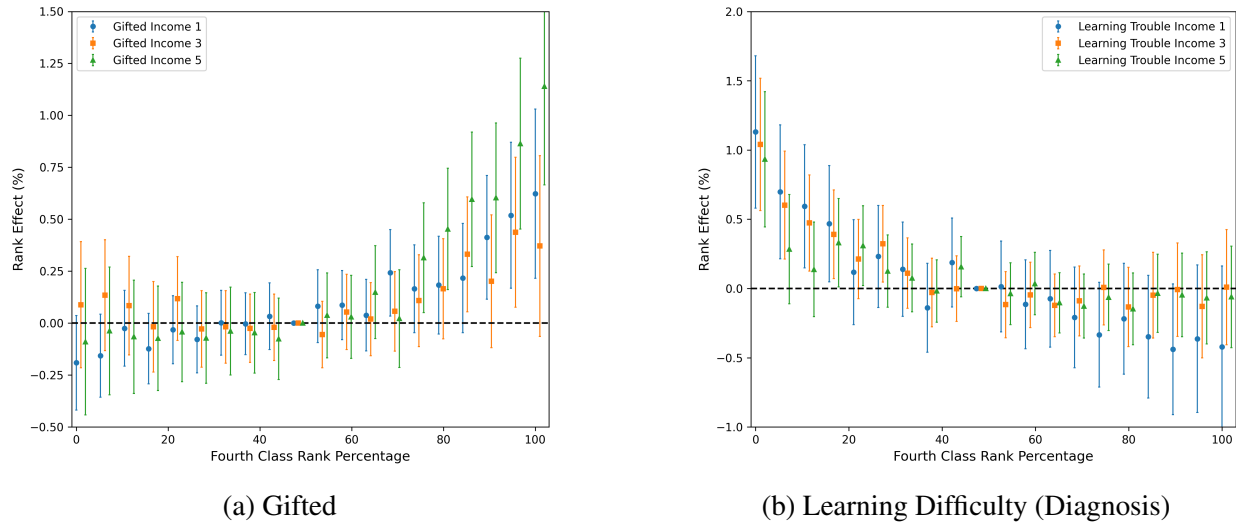 1.50
1.25
1.00
0.75
0.50
0.25
0.00
−0.25
−0.50
Rank Effect (%)
Gifted Income 1
Gifted Income 3
Gifted Income 5
0 20 40 60 80 100
Fourth Class Rank Percentage
(a) Gifted
2.0
1.5
1.0
0.5
0.0
−0.5
−1.0
Rank Effect (%)
Learning Trouble Income 1
Learning Trouble Income 3
Learning Trouble Income 5
0 20 40 60 80 100
Fourth Class Rank Percentage
(b) Learning Difficulty (Diagnosis)